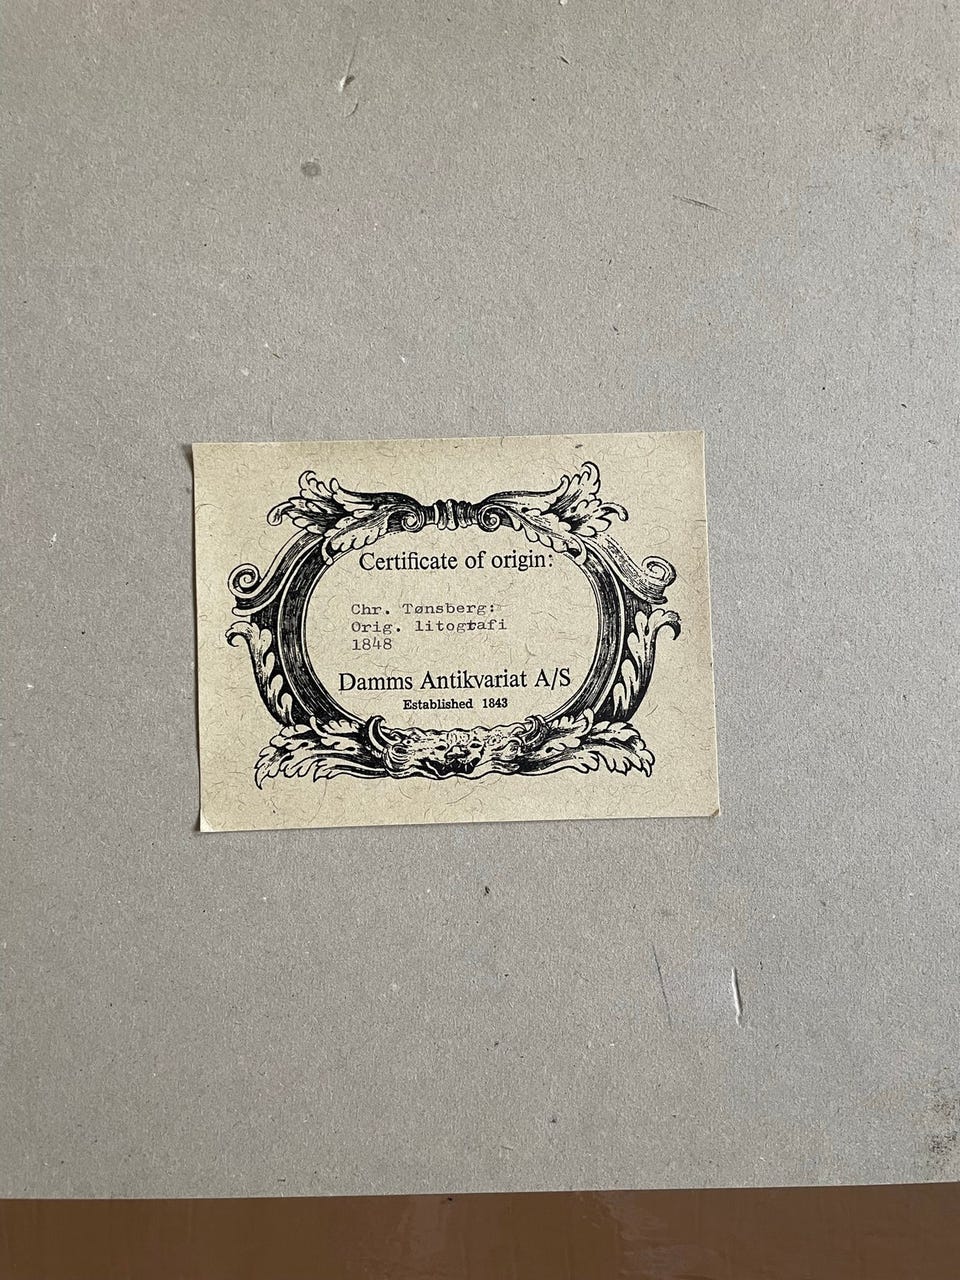 Certificate of origin:
Chr. Tønsberg:
Orig. litografi
1848
Damms Antikvariat A/S
Established 1843